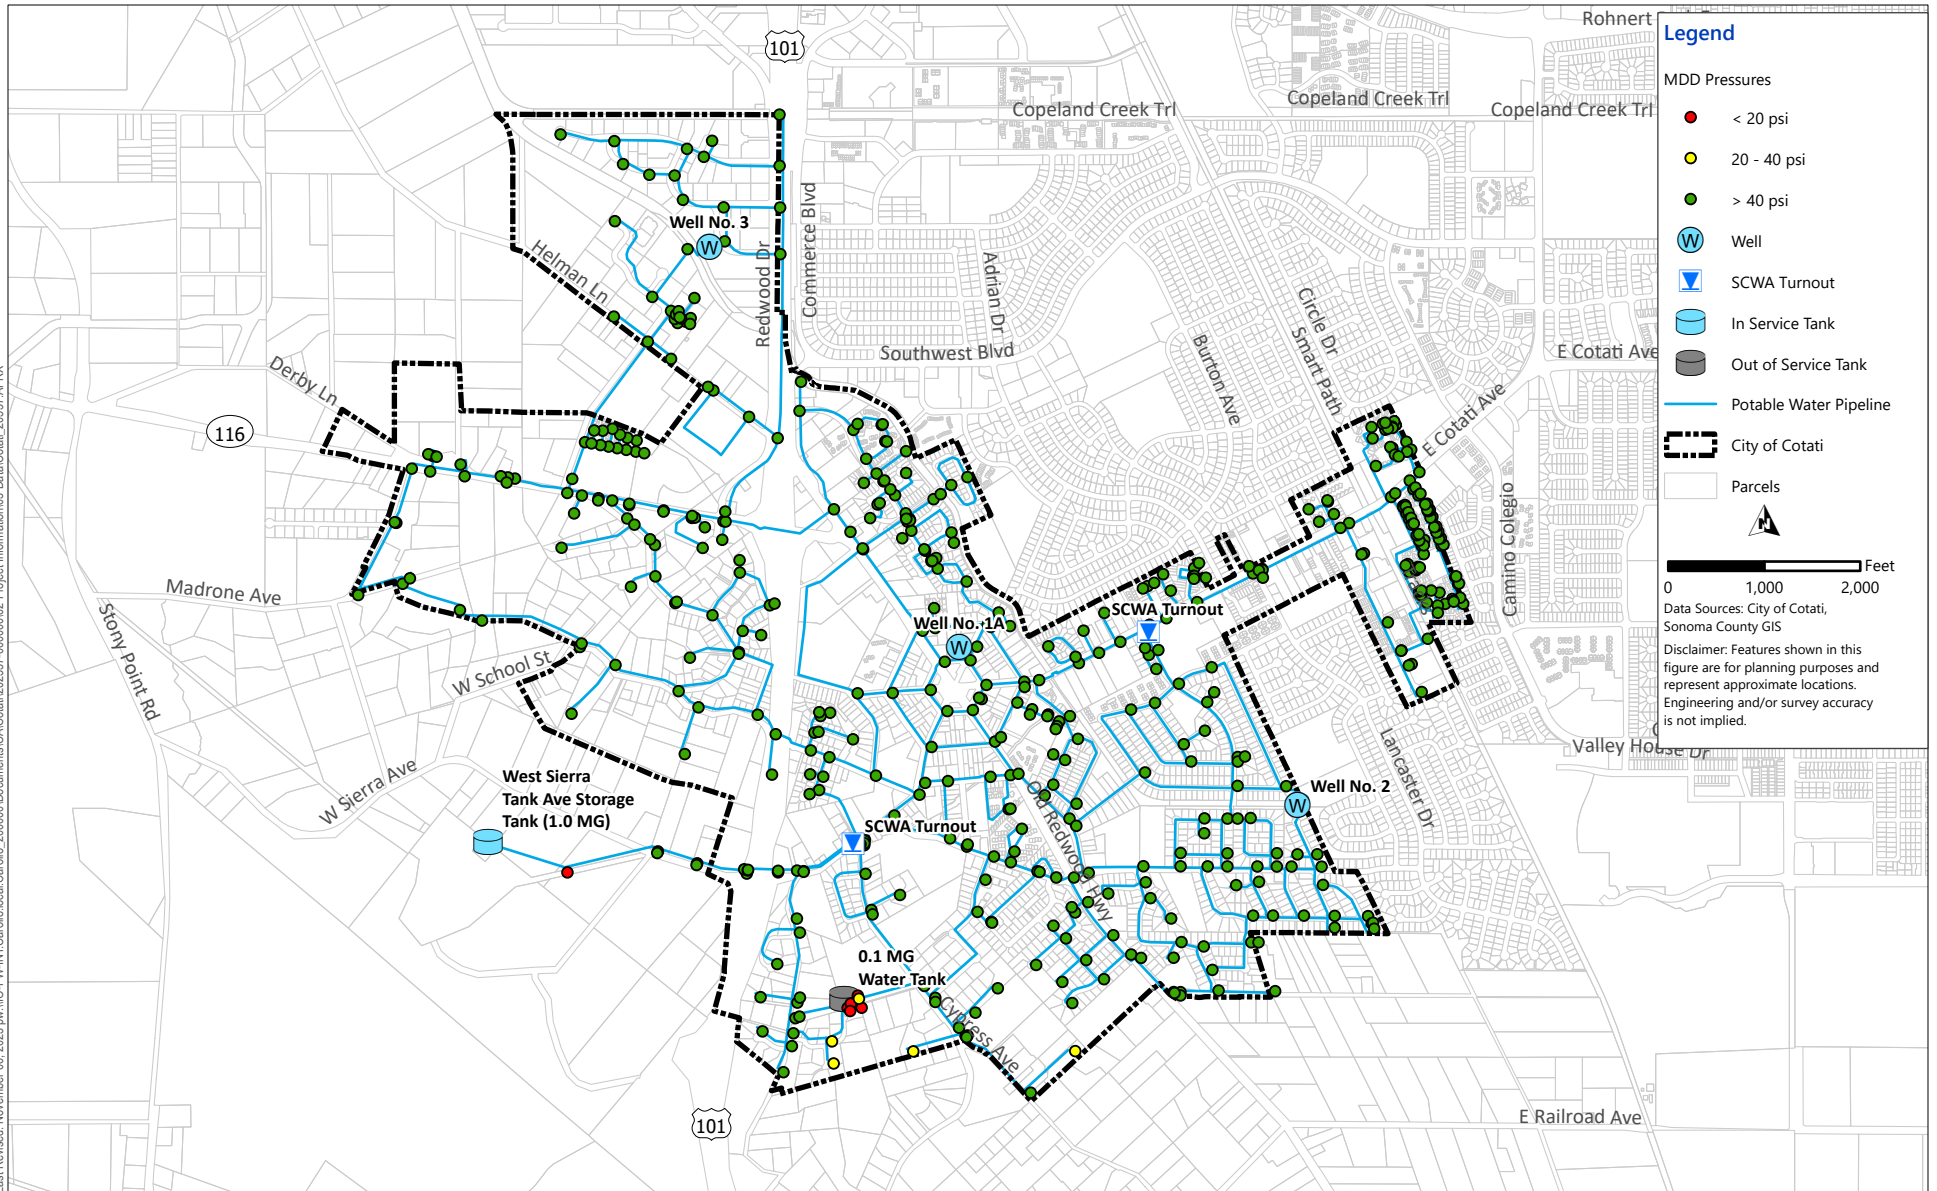 101
Rohnert
Copeland Creek Trl
Copeland Creek Trl
Copeland Creek Trl
Well No. 3
W
Helman Ln
Redwood Dr
Commerce Blvd
Adrian Dr
Southwest Blvd
Burton Ave
Circle Dr
Smart Path
E Cotati Ave
E Cotati Ave
Camino Colegio
Derby Ln
116
Madrone Ave
Stony Point Rd
W School St
W Sierra Ave
Well No. 1A
W
SCWA Turnout
Well No. 2
W
Lancaster Dr
Valley House Dr
West Sierra
Tank Ave Storage
Tank (1.0 MG)
SCWA Turnout
Old Redwood Hwy
0.1 MG
Water Tank
Cypress Ave
101
E Railroad Ave
Legend
MDD Pressures
< 20 psi
20 - 40 psi
> 40 psi
W
Well
SCWA Turnout
In Service Tank
Out of Service Tank
Potable Water Pipeline
City of Cotati
Parcels
N
Feet
0 1,000 2,000
Data Sources: City of Cotati,
Sonoma County GIS
Disclaimer: Features shown in this
figure are for planning purposes and
represent approximate locations.
Engineering and/or survey accuracy
is not implied.